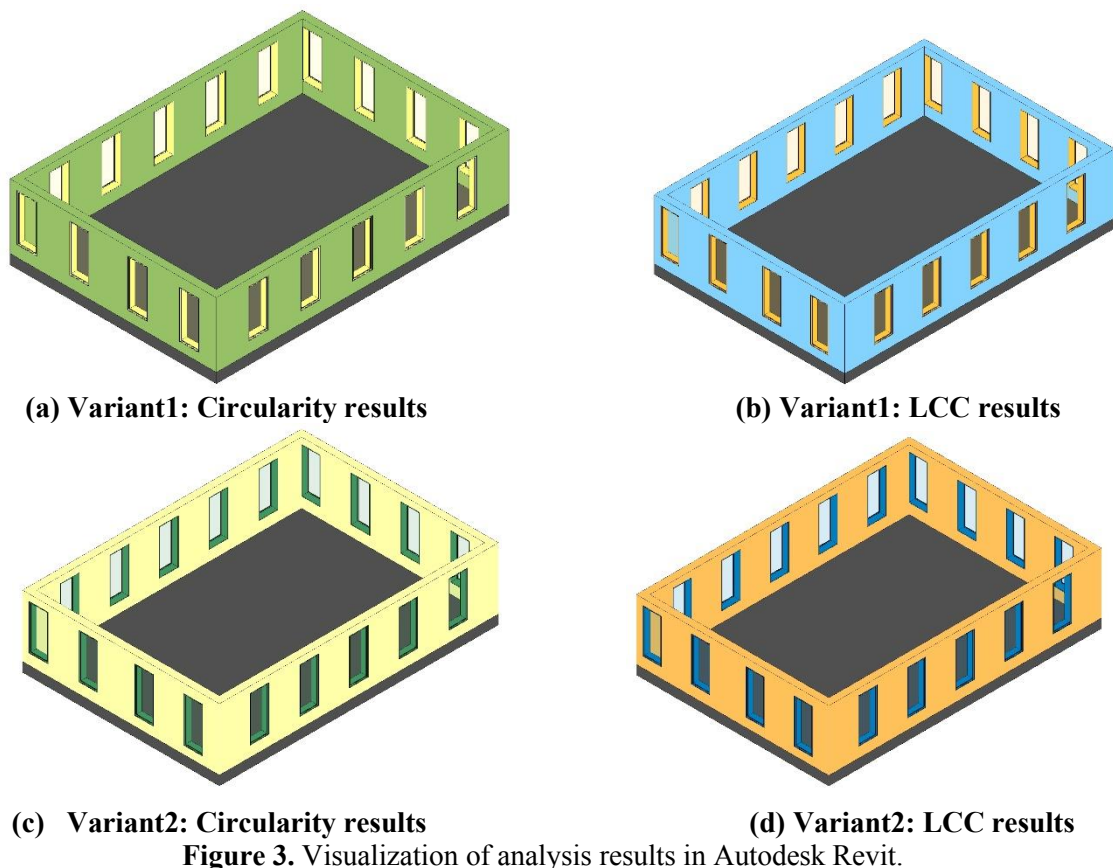 (a) Variant1: Circularity results
(b) Variant1: LCC results
(c) Variant2: Circularity results
(d) Variant2: LCC results
Figure 3. Visualization of analysis results in Autodesk Revit.